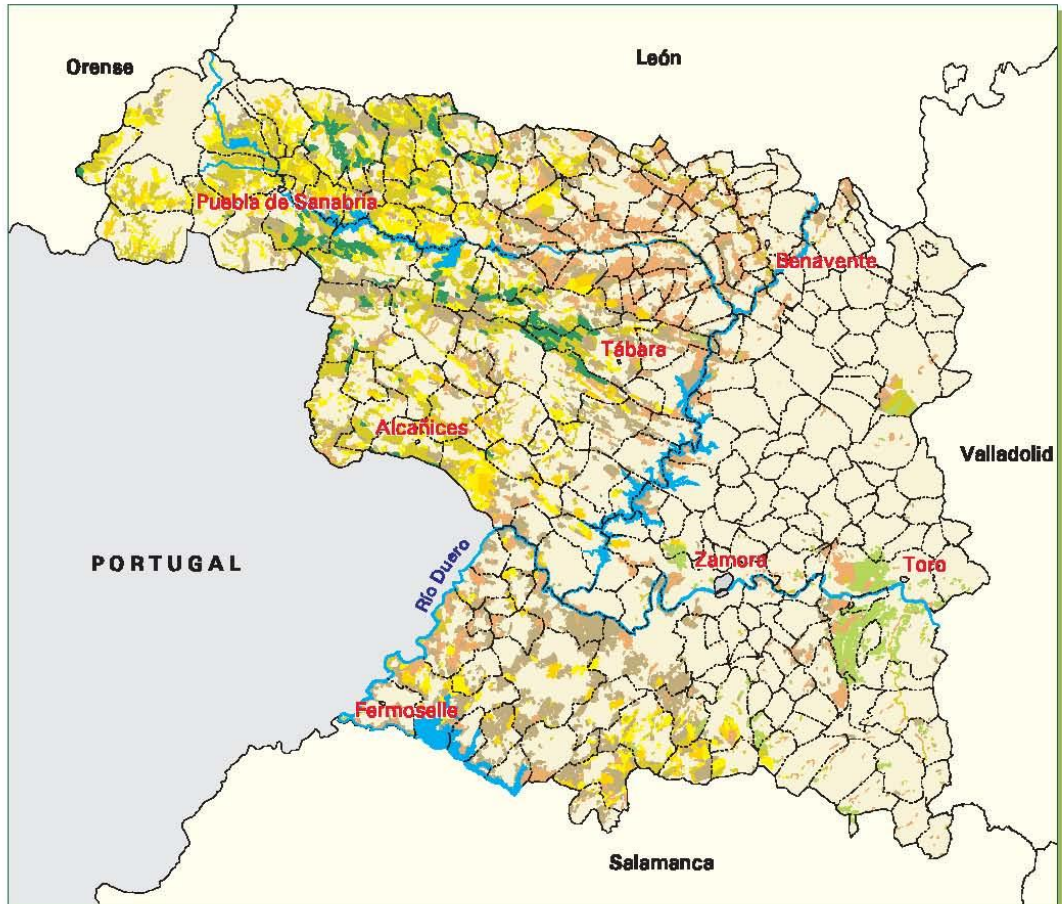 León
Orense
Puebla de Sanabria
Benavente
Tábara
Alcañices
Valladolid
PORTUGAL
Río Duero
Zamora
Toro
Fermoselle
Salamanca